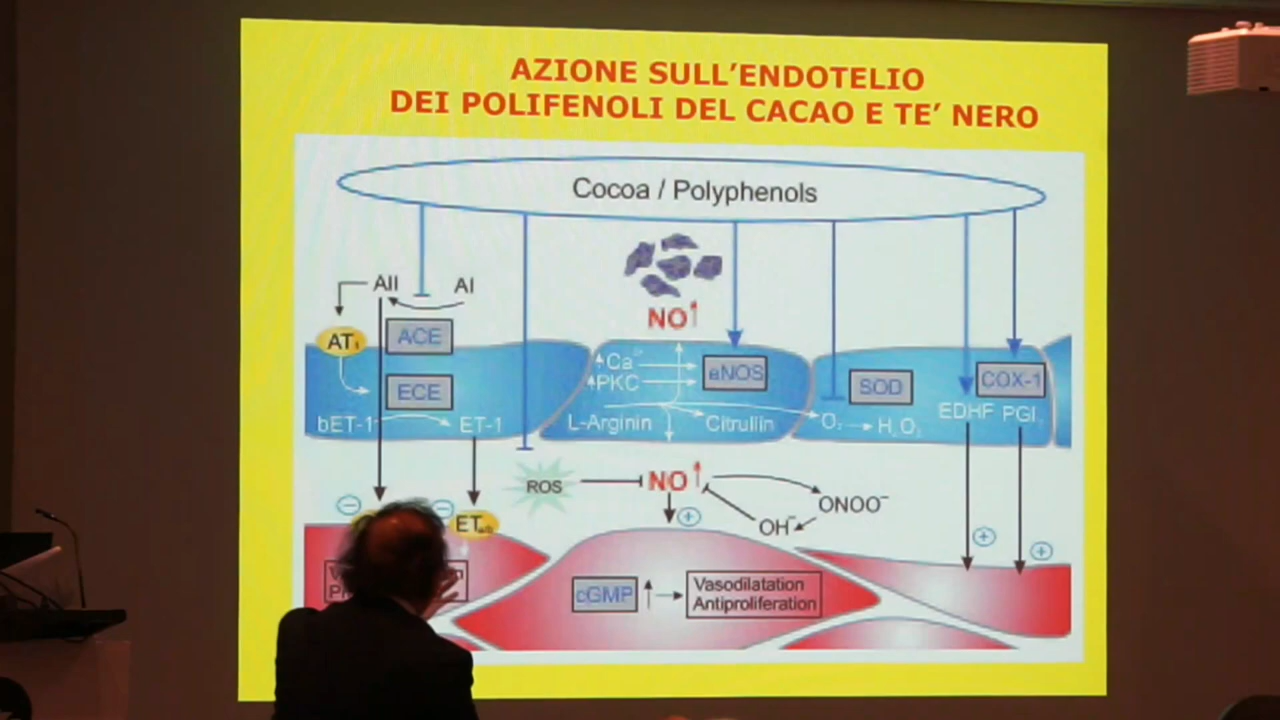 AZIONE SULL'ENDOTELIO
DEI POLIFENOLI DEL CACAO E TE' NERO
Cocoa / Polyphenols
AII AI
NO
AT₁
ACE
Ca²⁺
PKC
eNOS
ECE
SOD
COX-1
bET-1 ET-1
L-Arginin
Citrullin
O₂
H₂O₂
EDHF
PGI₂
ROS
NO
ONOO⁻
OH⁻
ET
cGMP
Vasodilatation
Antiproliferation